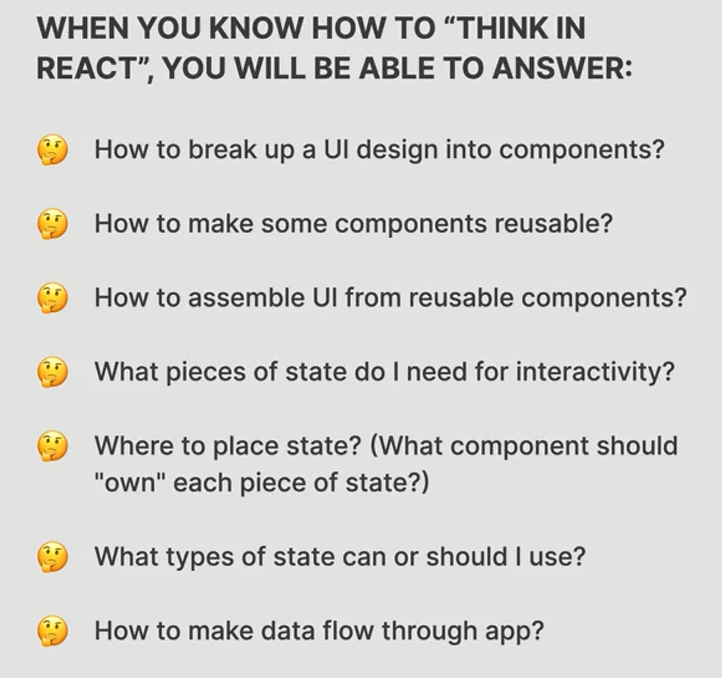 WHEN YOU KNOW HOW TO “THINK IN
REACT”, YOU WILL BE ABLE TO ANSWER:
How to break up a UI design into components?
How to make some components reusable?
How to assemble UI from reusable components?
What pieces of state do I need for interactivity?
Where to place state? (What component should
"own" each piece of state?)
What types of state can or should I use?
How to make data flow through app?